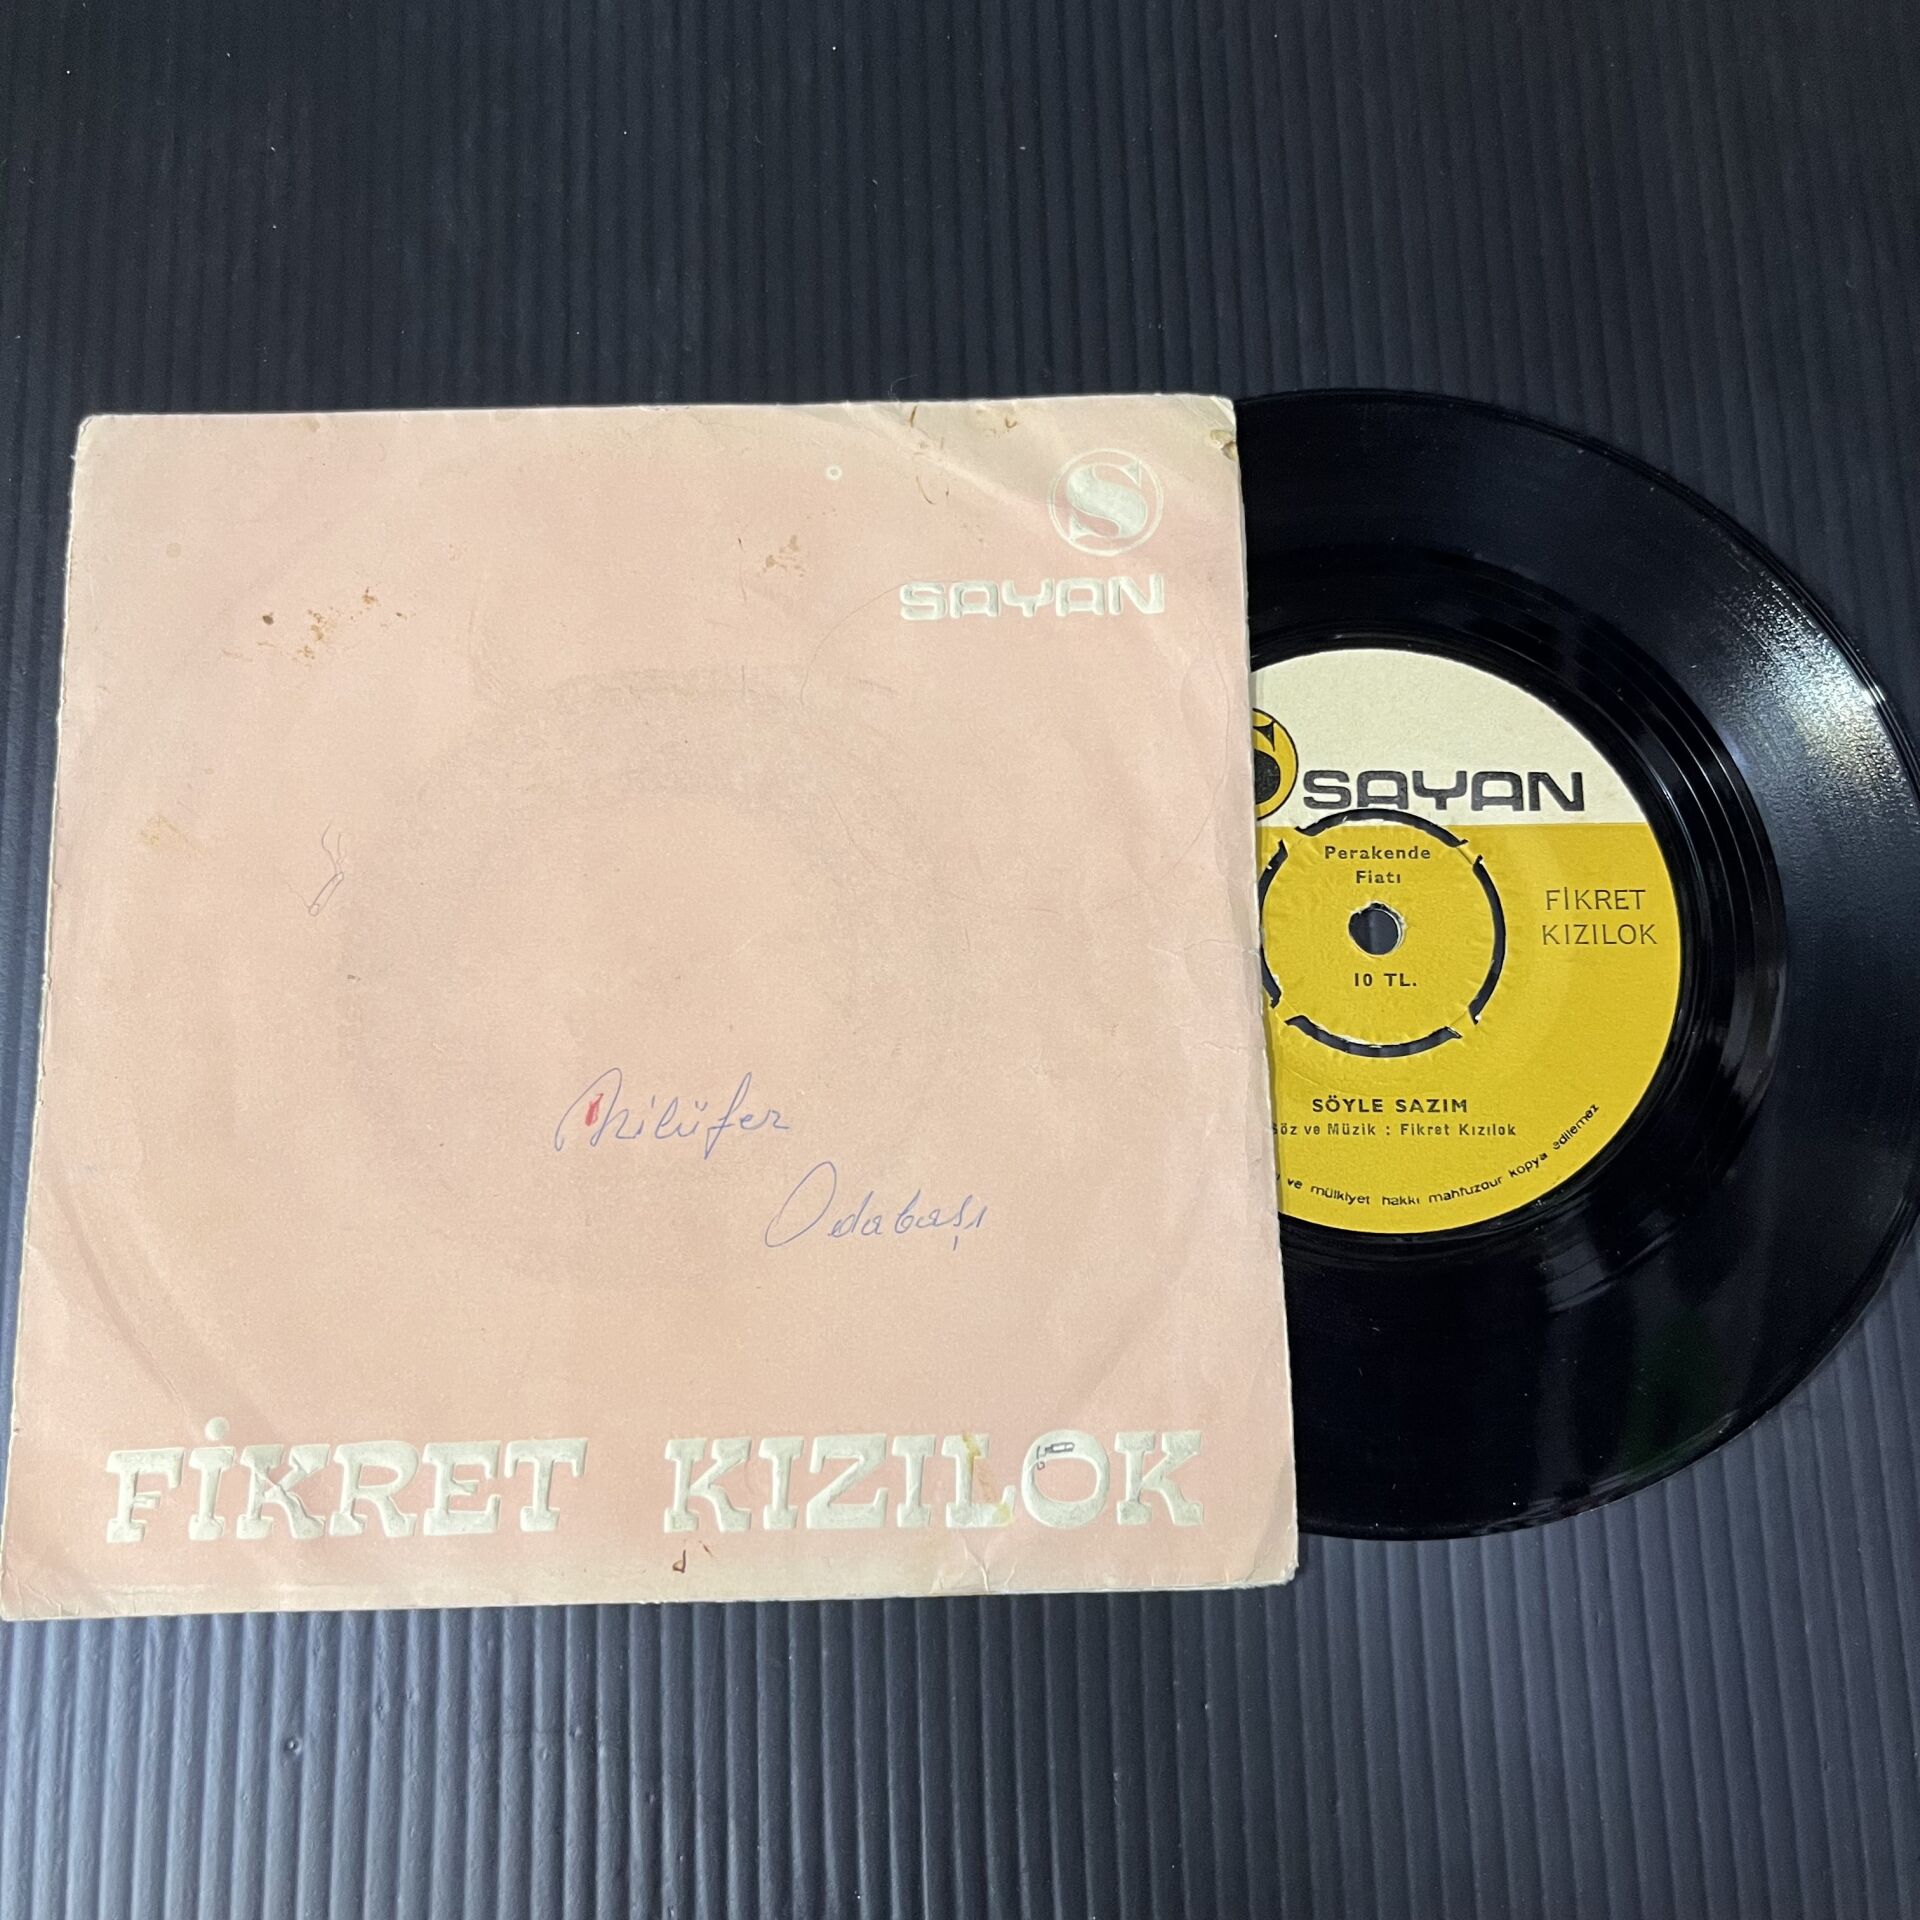 S
SAYAN
Nilüfer
Odabaşı
FİKRET KIZILOK
SAYAN
Perakende
Fiatı
10 TL.
FİKRET
KIZILOK
SÖYLE SAZIM
Söz ve Müzik : Fikret Kızılok
ve mülkiyet hakkı mahfuzdur kopya edilemez